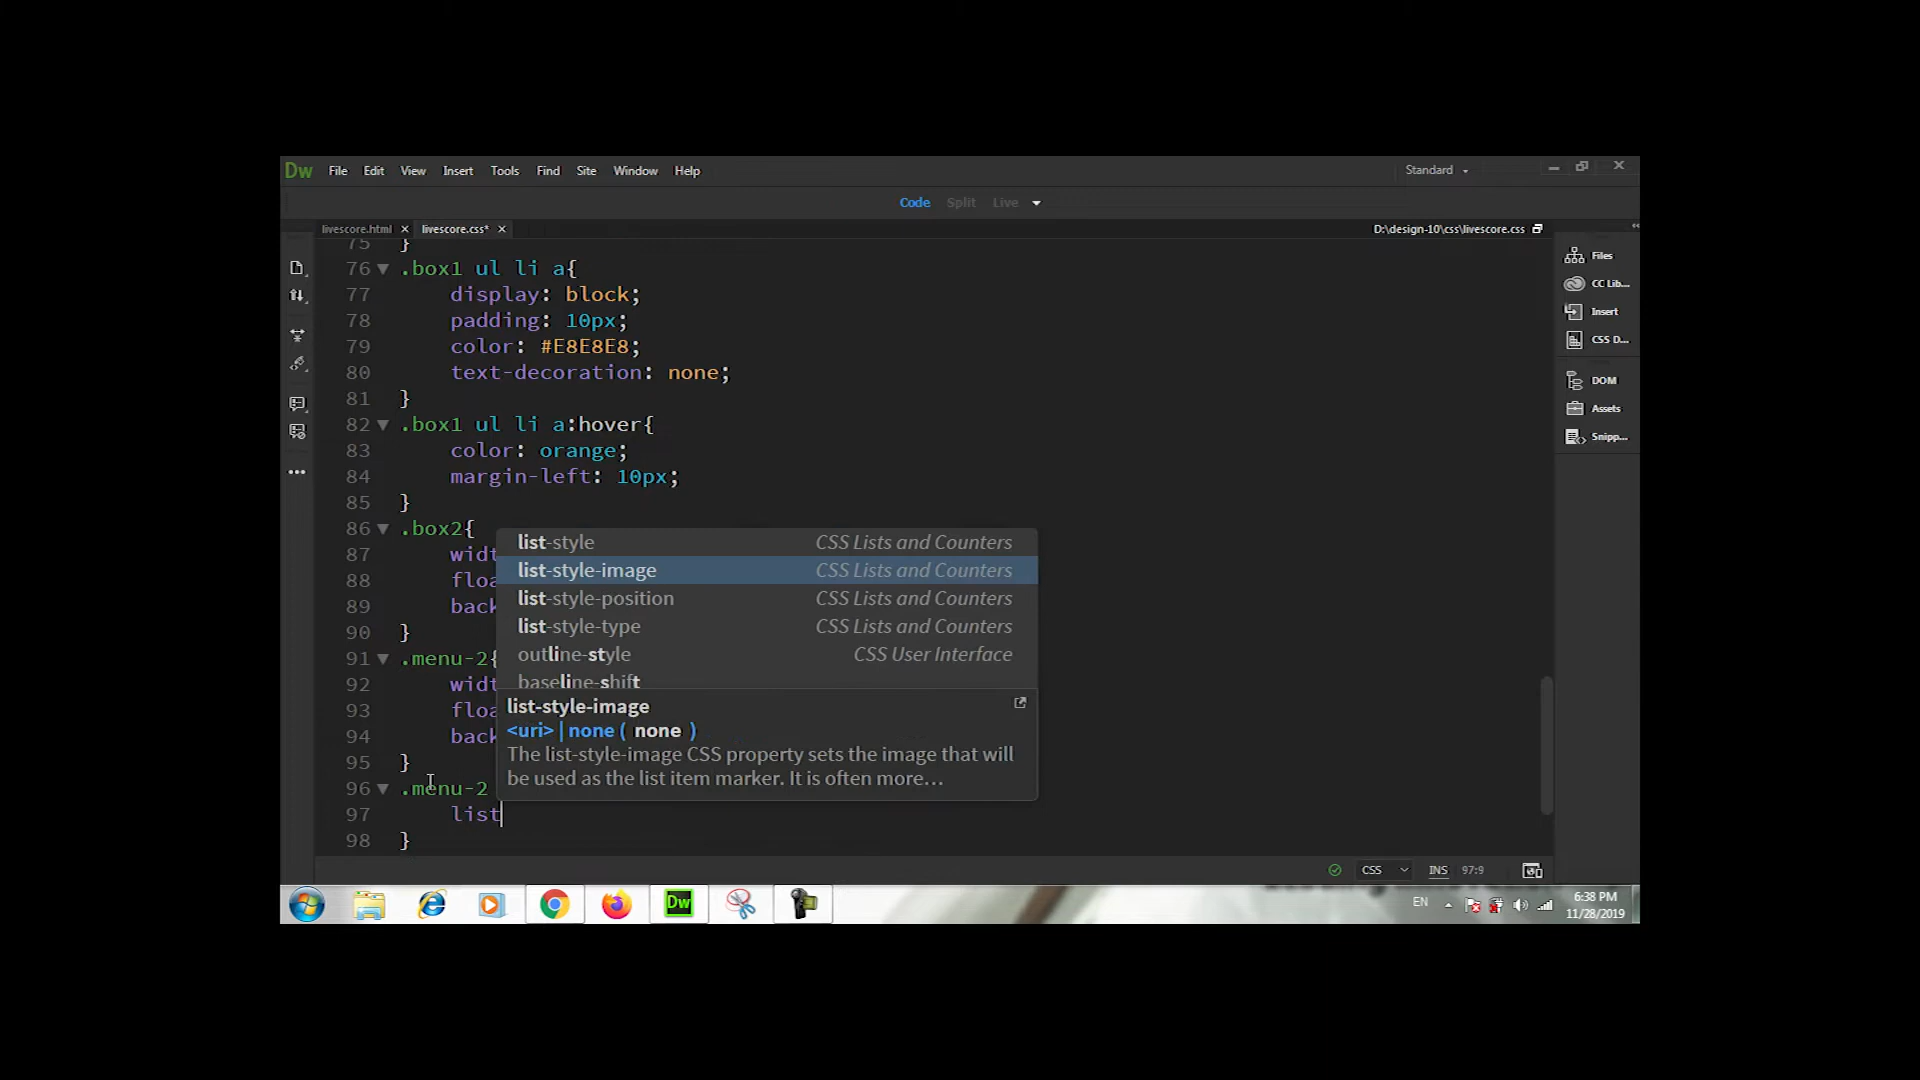 Dw File Edit View Insert Tools Find Site Window Help Standard
Code Split Live
livescore.html × livescore.css* × D:\design-10\css\livescore.css
75 }
76 .box1 ul li a{
77 display: block;
78 padding: 10px;
79 color: #E8E8E8;
80 text-decoration: none;
81 }
82 .box1 ul li a:hover{
83 color: orange;
84 margin-left: 10px;
85 }
86 .box2{
87 widt
88 floa
89 back
90 }
91 .menu-2{
92 widt
93 floa
94 back
95 }
96 .menu-2
97 list
98 }
list-style CSS Lists and Counters
list-style-image CSS Lists and Counters
list-style-position CSS Lists and Counters
list-style-type CSS Lists and Counters
outline-style CSS User Interface
baseline-shift
list-style-image
<uri> | none ( none )
The list-style-image CSS property sets the image that will
be used as the list item marker. It is often more...
Files
CC Lib...
Insert
CSS D...
DOM
Assets
Snipp...
CSS INS 97:9
Dw
EN
6:38 PM
11/28/2019